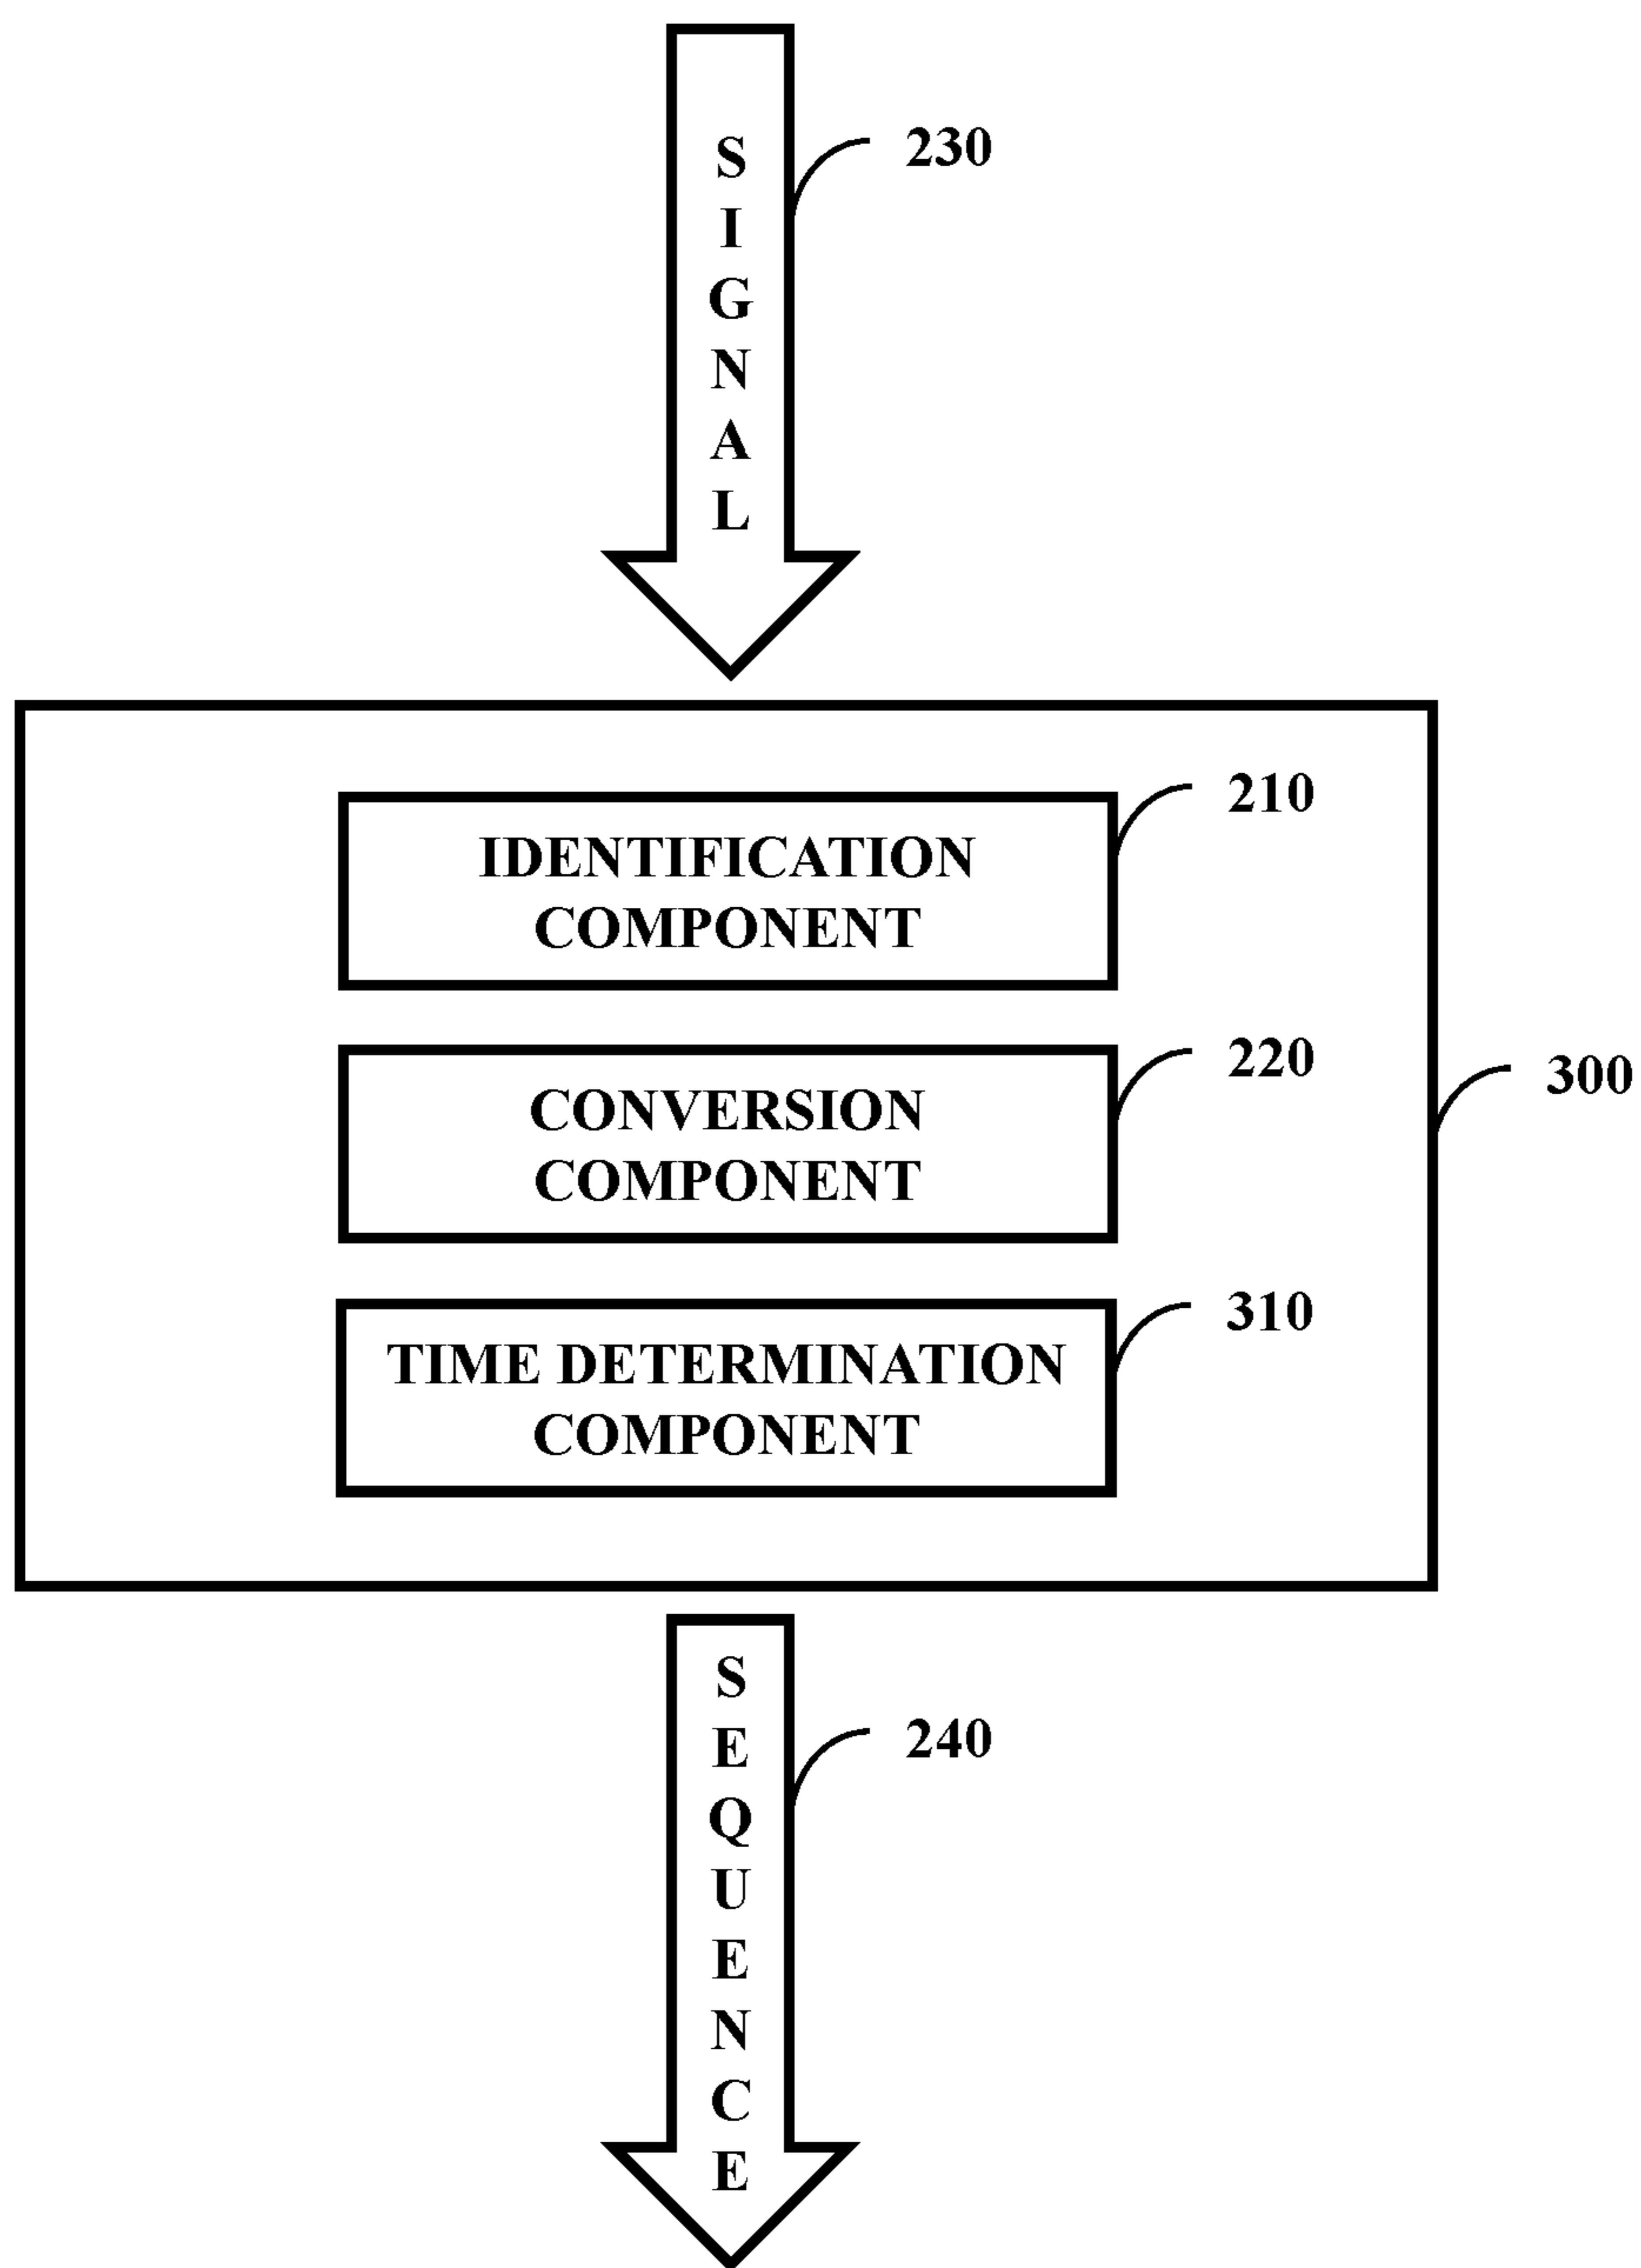 SIGNAL
230
210
IDENTIFICATION
COMPONENT
220
CONVERSION
COMPONENT
300
310
TIME DETERMINATION
COMPONENT
SEQUENCE
240